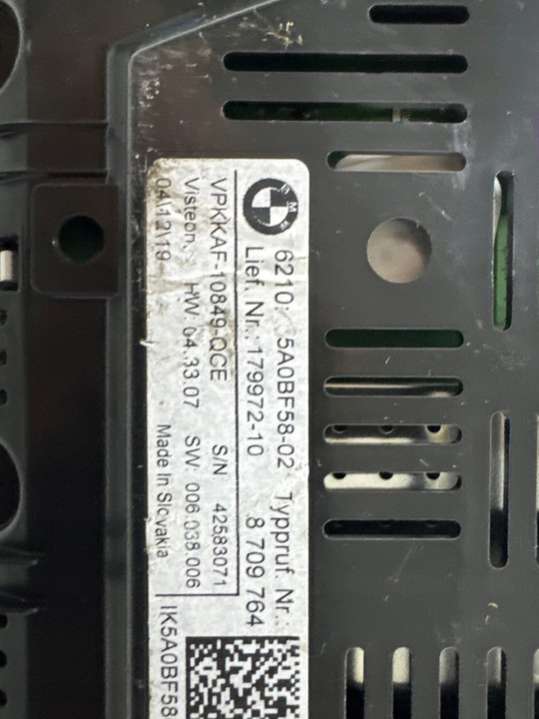 BMW
6210: 5A0BF58-02 Typpruf. Nr.:
Lief. Nr.: 179972-10 8 709 764
VPKKAF-10849-QCE S/N 42583071
Visteon, HW: 04.33.07 SW: 006.038.006
04\12\19 Made In Slovakia
IK5A0BF58